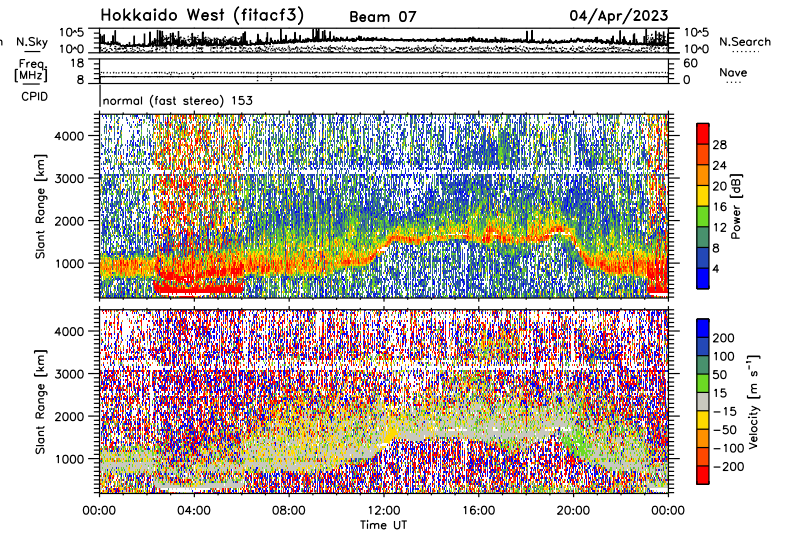 Hokkaido West (fitacf3) Beam 07 04/Apr/2023
N.Sky 10^5 10^5 N.Search
10^0 10^0
Freq. 18 60 Nave
[MHz] 8 0
CPID normal (fast stereo) 153
4000
3000
2000
1000
Slant Range [km]
28
24
20
16
12
8
4
Power [dB]
4000
3000
2000
1000
Slant Range [km]
200
100
50
15
-15
-50
-100
-200
Velocity [m s⁻¹]
00:00 04:00 08:00 12:00 16:00 20:00 00:00
Time UT